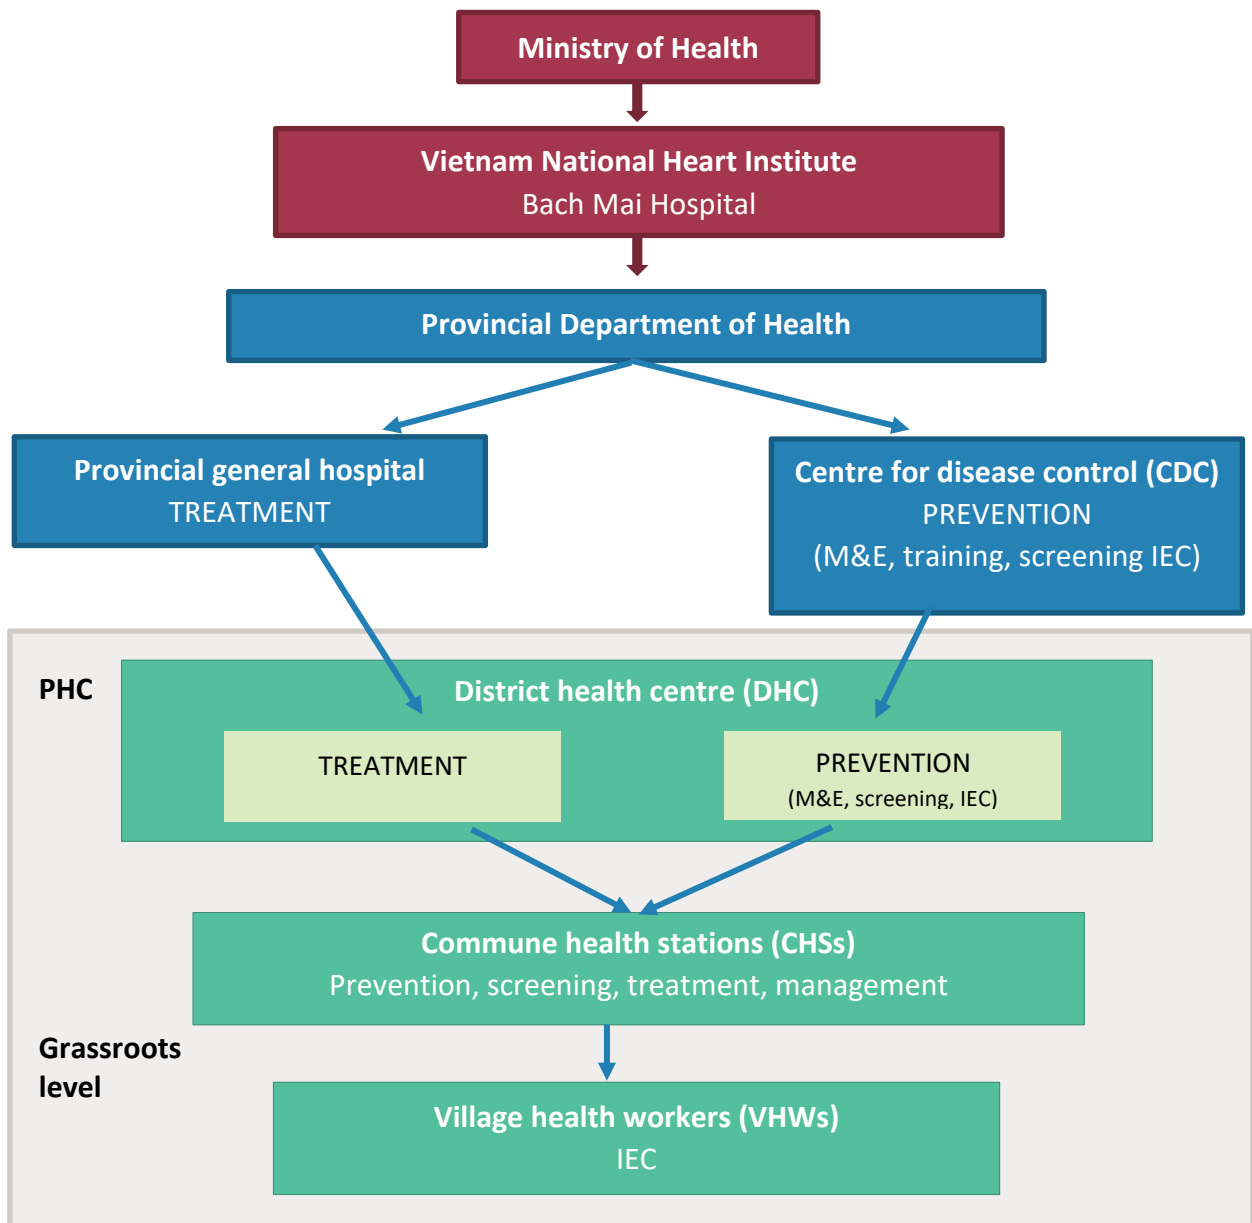 Ministry of Health
Vietnam National Heart Institute
Bach Mai Hospital
Provincial Department of Health
Provincial general hospital
TREATMENT
Centre for disease control (CDC)
PREVENTION
(M&E, training, screening IEC)
PHC
District health centre (DHC)
TREATMENT
PREVENTION
(M&E, screening, IEC)
Commune health stations (CHSs)
Prevention, screening, treatment, management
Grassroots
level
Village health workers (VHWs)
IEC